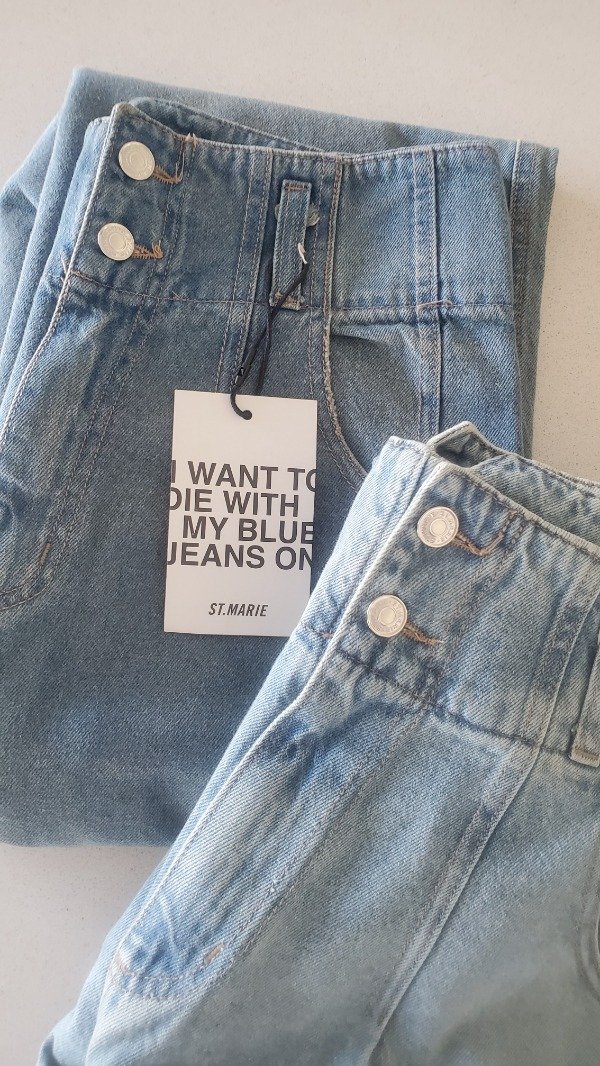 I WANT TO
DIE WITH
MY BLUE
JEANS ON
ST.MARIE